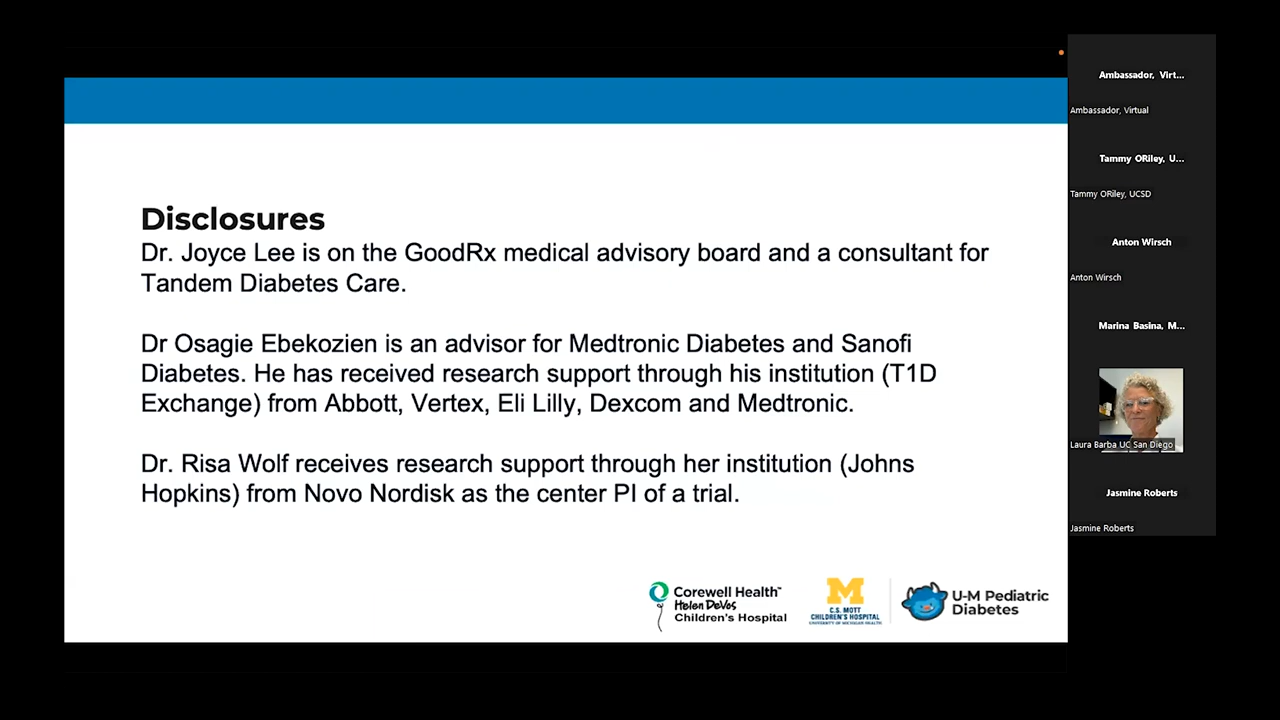 Disclosures
Dr. Joyce Lee is on the GoodRx medical advisory board and a consultant for
Tandem Diabetes Care.
Dr Osagie Ebekozien is an advisor for Medtronic Diabetes and Sanofi
Diabetes. He has received research support through his institution (T1D
Exchange) from Abbott, Vertex, Eli Lilly, Dexcom and Medtronic.
Dr. Risa Wolf receives research support through her institution (Johns
Hopkins) from Novo Nordisk as the center PI of a trial.
Corewell Health™
Helen DeVos
Children's Hospital
M
C.S. MOTT
CHILDREN'S HOSPITAL
UNIVERSITY OF MICHIGAN HEALTH
U-M Pediatric
Diabetes
Ambassador, Virt...
Ambassador, Virtual
Tammy ORiley, U...
Tammy ORiley, UCSD
Anton Wirsch
Anton Wirsch
Marina Basina, M...
Laura Barba UC San Diego
Jasmine Roberts
Jasmine Roberts